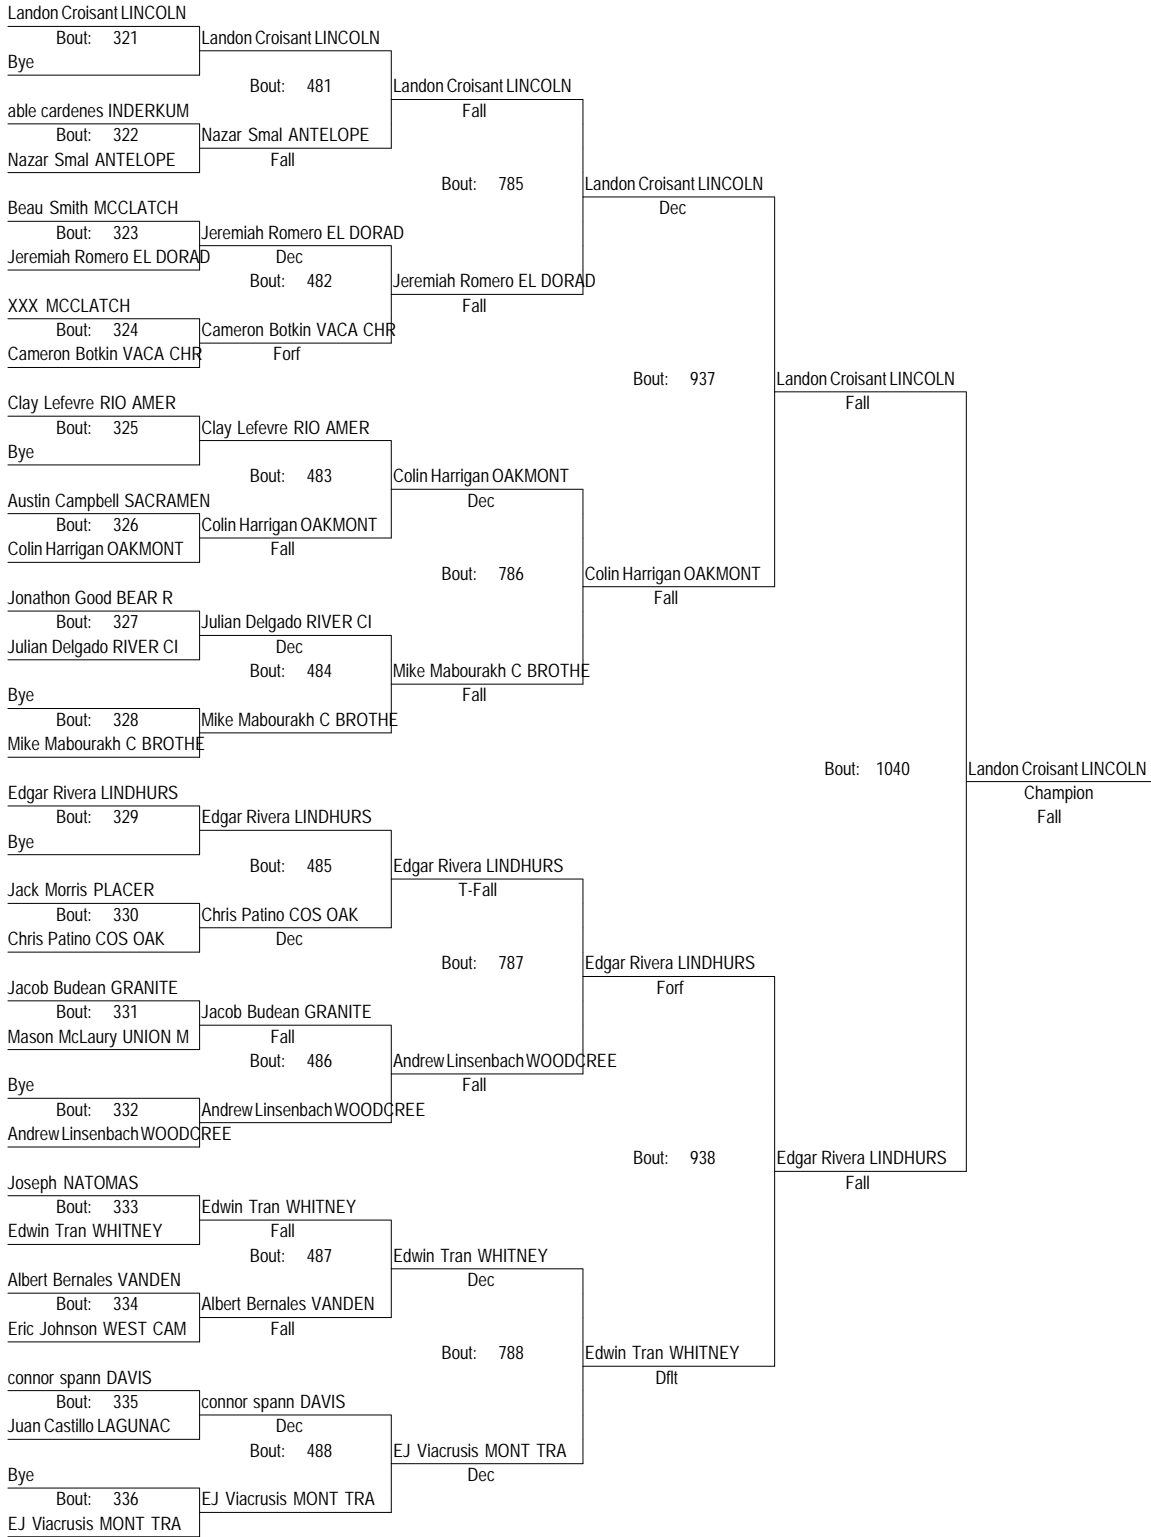 Landon Croisant LINCOLN
Bout: 321 Landon Croisant LINCOLN
Bye
Bout: 481 Landon Croisant LINCOLN
able cardenes INDERKUM Fall
Bout: 322 Nazar Smal ANTELOPE
Nazar Smal ANTELOPE Fall
Bout: 785 Landon Croisant LINCOLN
Beau Smith MCCLATCH Dec
Bout: 323 Jeremiah Romero EL DORAD
Jeremiah Romero EL DORAD Dec
Bout: 482 Jeremiah Romero EL DORAD
XXX MCCLATCH Fall
Bout: 324 Cameron Botkin VACA CHR
Cameron Botkin VACA CHR Forf
Bout: 937 Landon Croisant LINCOLN
Clay Lefevre RIO AMER Fall
Bout: 325 Clay Lefevre RIO AMER
Bye
Bout: 483 Colin Harrigan OAKMONT
Austin Campbell SACRAMEN Dec
Bout: 326 Colin Harrigan OAKMONT
Colin Harrigan OAKMONT Fall
Bout: 786 Colin Harrigan OAKMONT
Jonathon Good BEAR R Fall
Bout: 327 Julian Delgado RIVER CI
Julian Delgado RIVER CI Dec
Bout: 484 Mike Mabourakh C BROTHE
Bye Fall
Bout: 328 Mike Mabourakh C BROTHE
Mike Mabourakh C BROTHE
Bout: 1040 Landon Croisant LINCOLN
Edgar Rivera LINDHURS Champion
Bout: 329 Edgar Rivera LINDHURS Fall
Bye
Bout: 485 Edgar Rivera LINDHURS
Jack Morris PLACER T-Fall
Bout: 330 Chris Patino COS OAK
Chris Patino COS OAK Dec
Bout: 787 Edgar Rivera LINDHURS
Jacob Budean GRANITE Forf
Bout: 331 Jacob Budean GRANITE
Mason McLaury UNION M Fall
Bout: 486 Andrew Linsenbach WOODCREE
Bye Fall
Bout: 332 Andrew Linsenbach WOODCREE
Andrew Linsenbach WOODCREE
Bout: 938 Edgar Rivera LINDHURS
Joseph NATOMAS Fall
Bout: 333 Edwin Tran WHITNEY
Edwin Tran WHITNEY Fall
Bout: 487 Edwin Tran WHITNEY
Albert Bernales VANDEN Dec
Bout: 334 Albert Bernales VANDEN
Eric Johnson WEST CAM Fall
Bout: 788 Edwin Tran WHITNEY
connor spann DAVIS Dflt
Bout: 335 connor spann DAVIS
Juan Castillo LAGUNAC Dec
Bout: 488 EJ Viacrusis MONT TRA
Bye Dec
Bout: 336 EJ Viacrusis MONT TRA
EJ Viacrusis MONT TRA